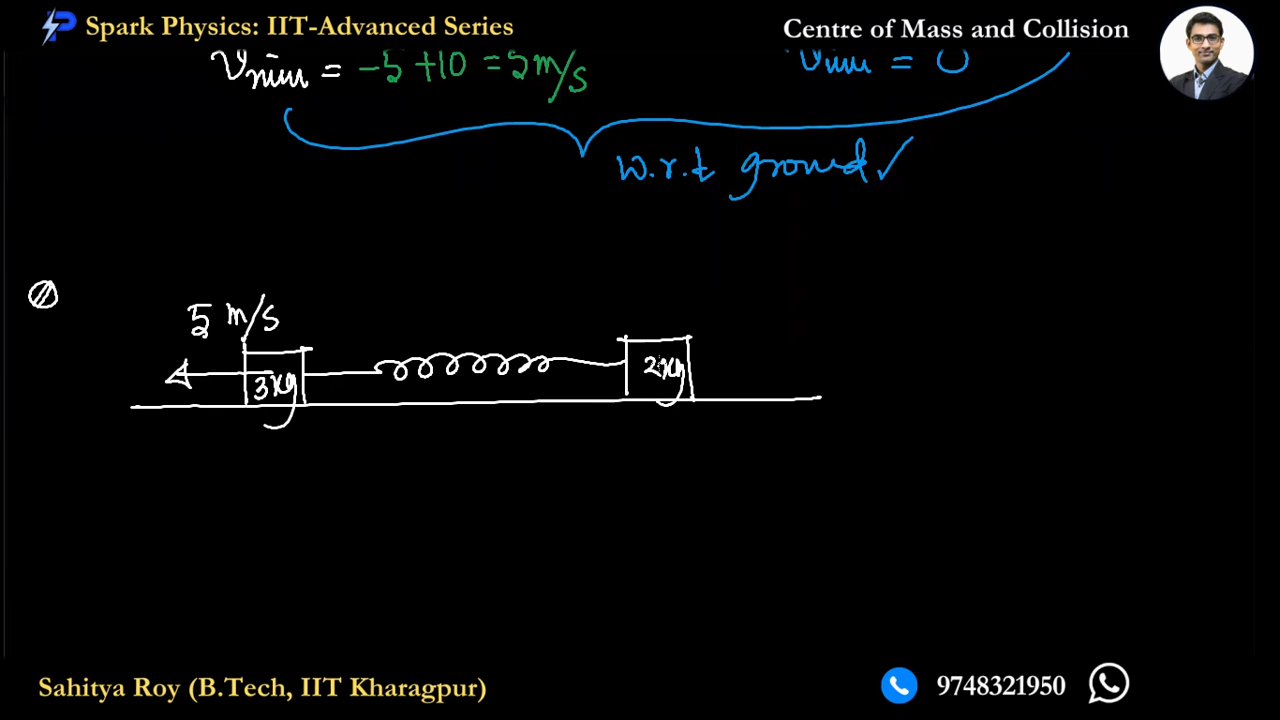 Spark Physics: IIT-Advanced Series
Centre of Mass and Collision
Vmin = -5 +10 = 5 m/s
Vmin = 0
w.r.t ground ✓
5 m/s
3kg
2kg
Sahitya Roy (B.Tech, IIT Kharagpur)
9748321950